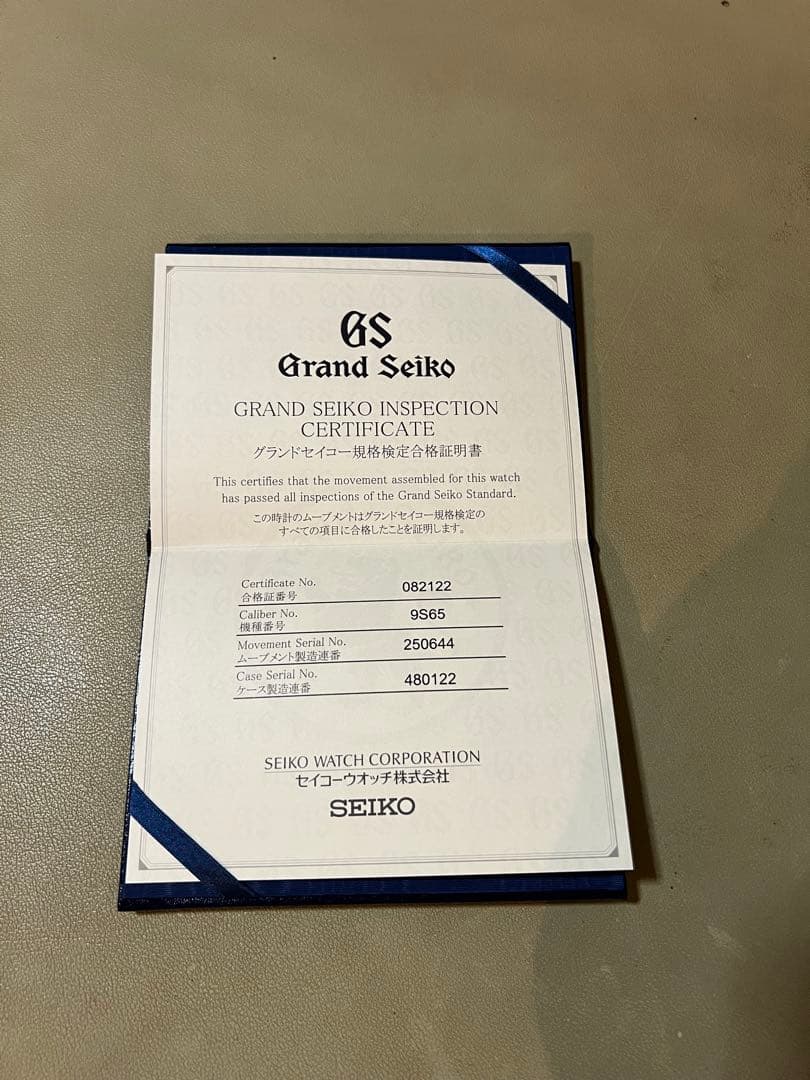 GS
Grand Seiko
GRAND SEIKO INSPECTION
CERTIFICATE
グランドセイコー規格検定合格証明書
This certifies that the movement assembled for this watch
has passed all inspections of the Grand Seiko Standard.
この時計のムーブメントはグランドセイコー規格検定の
すべての項目に合格したことを証明します。
Certificate No. 082122
合格証番号
Caliber No. 9S65
機種番号
Movement Serial No. 250644
ムーブメント製造連番
Case Serial No. 480122
ケース製造連番
SEIKO WATCH CORPORATION
セイコーウオッチ株式会社
SEIKO